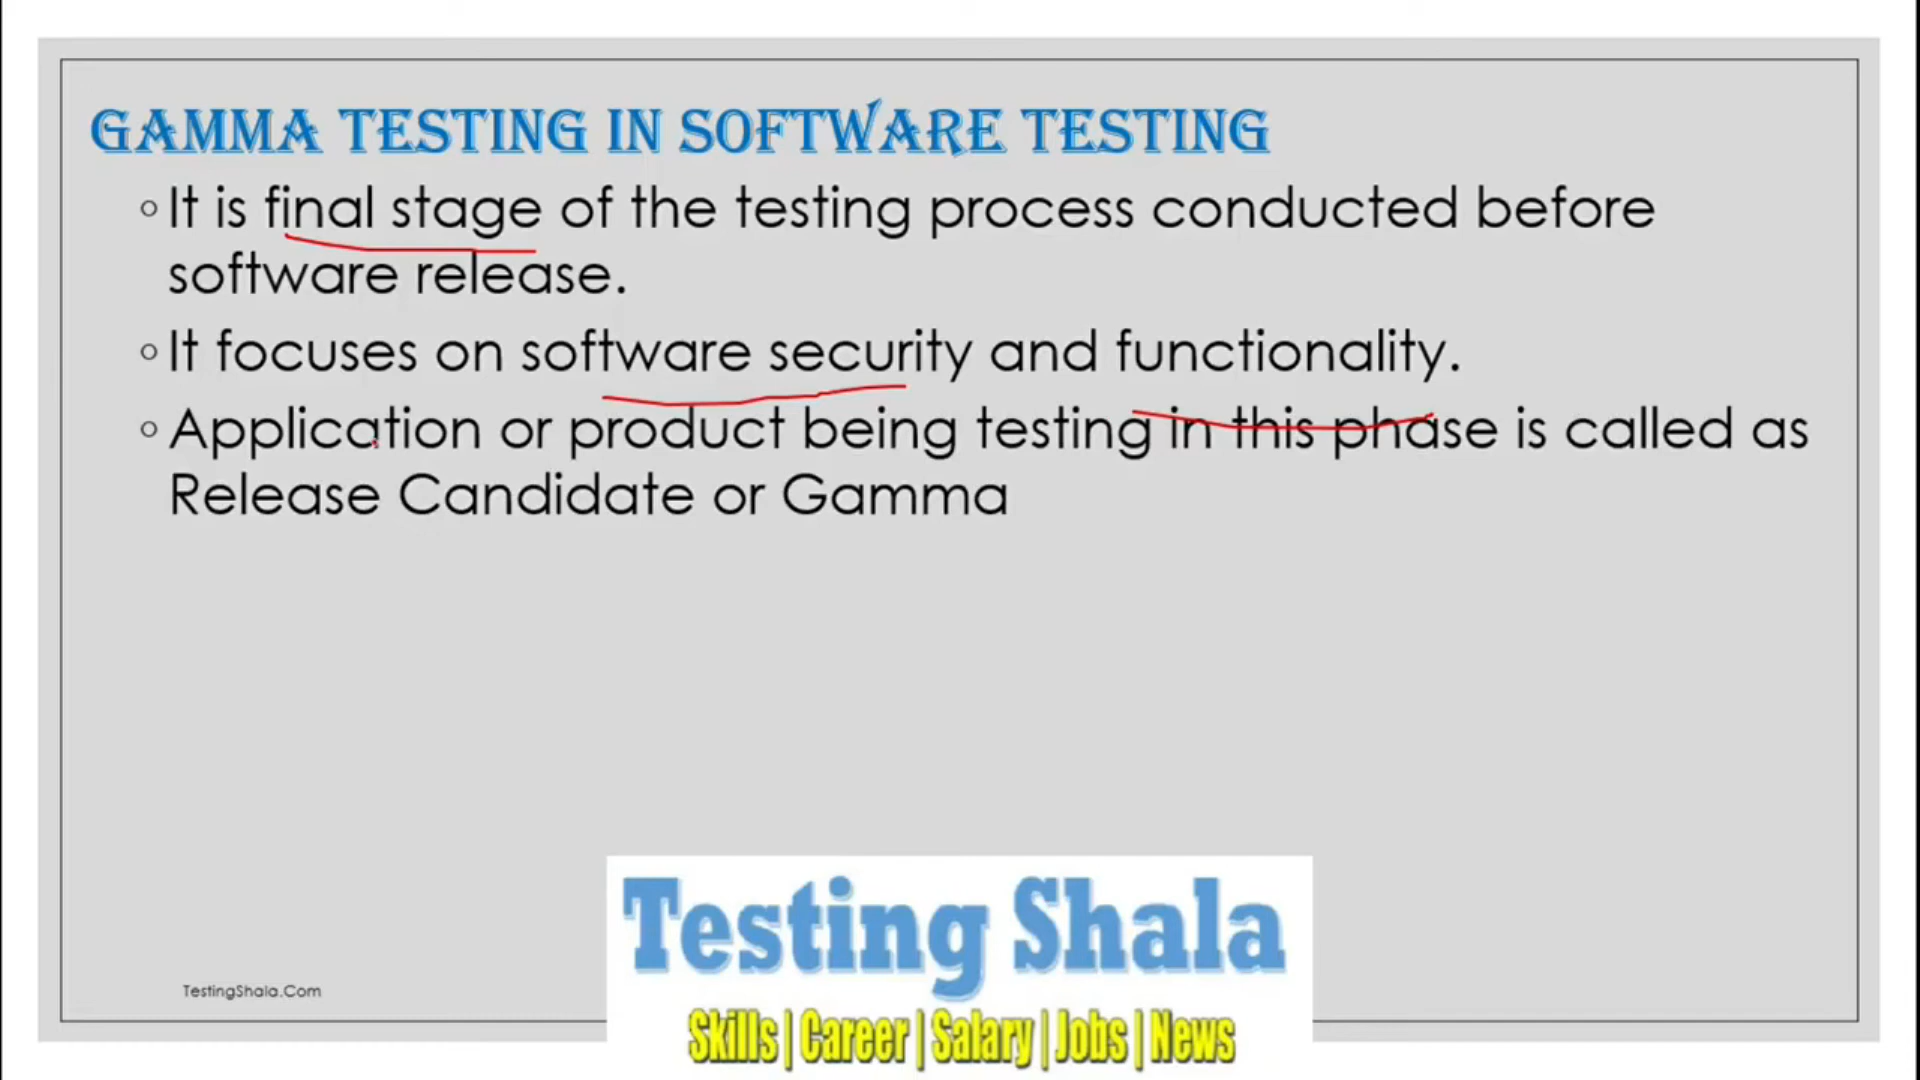 GAMMA TESTING IN SOFTWARE TESTING
It is final stage of the testing process conducted before
software release.
It focuses on software security and functionality.
Application or product being testing in this phase is called as
Release Candidate or Gamma
Testing Shala
TestingShala.Com
Skills | Career | Salary | Jobs | News